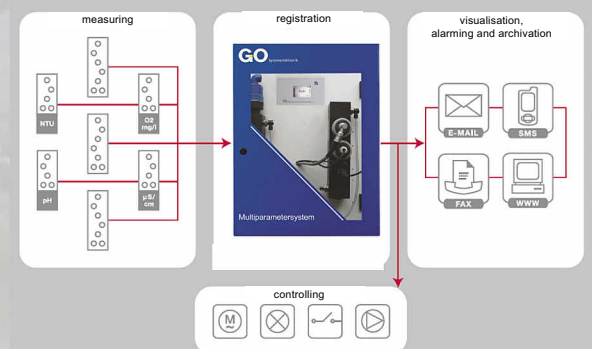 measuring
registration
visualisation,
alarming and archivation
NTU
O2
mg/l
pH
µS/
cm
GO
Multiparametersystem
E-MAIL
SMS
FAX
WWW
controlling
M
~